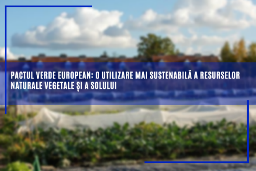 PACTUL VERDE EUROPEAN: O UTILIZARE MAI SUSTENABILĂ A RESURSELOR
NATURALE VEGETALE ȘI A SOLULUI